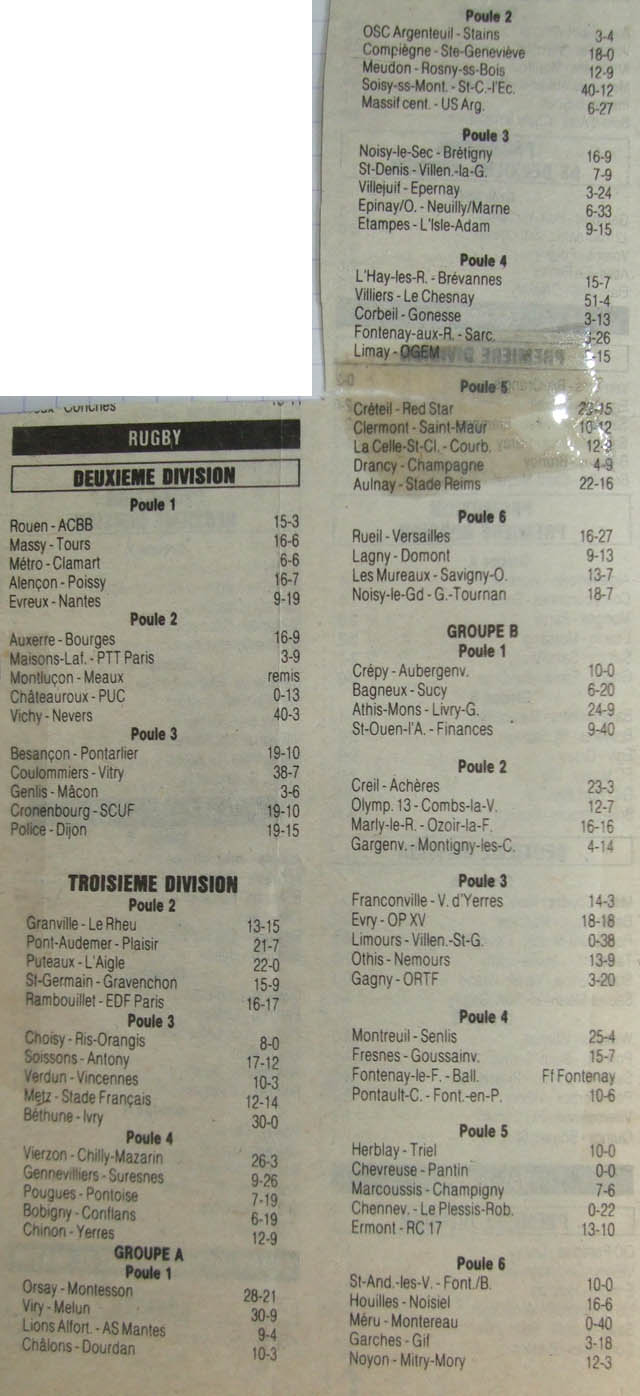 Conches
RUGBY
DEUXIEME DIVISION
Poule 1
Rouen - ACBB 15-3
Massy - Tours 16-6
Métro - Clamart 6-6
Alençon - Poissy 16-7
Evreux - Nantes 9-19
Poule 2
Auxerre - Bourges 16-9
Maisons-Laf. - PTT Paris 3-9
Montluçon - Meaux remis
Châteauroux - PUC 0-13
Vichy - Nevers 40-3
Poule 3
Besançon - Pontarlier 19-10
Coulommiers - Vitry 38-7
Genlis - Mâcon 3-6
Cronenbourg - SCUF 19-10
Police - Dijon 19-15
TROISIEME DIVISION
Poule 2
Granville - Le Rheu 13-15
Pont-Audemer - Plaisir 21-7
Puteaux - L'Aigle 22-0
St-Germain - Gravenchon 15-9
Rambouillet - EDF Paris 16-17
Poule 3
Choisy - Ris-Orangis 8-0
Soissons - Antony 17-12
Verdun - Vincennes 10-3
Metz - Stade Français 12-14
Béthune - Ivry 30-0
Poule 4
Vierzon - Chilly-Mazarin 26-3
Gennevilliers - Suresnes 9-26
Pougues - Pontoise 7-19
Bobigny - Conflans 6-19
Chinon - Yerres 12-9
GROUPE A
Poule 1
Orsay - Montesson 28-21
Viry - Melun 30-9
Lions Alfort. - AS Mantes 9-4
Châlons - Dourdan 10-3
Poule 2
OSC Argenteuil - Stains 3-4
Compiègne - Ste-Geneviève 18-0
Meudon - Rosny-ss-Bois 12-9
Soisy-ss-Mont. - St-C.-l'Ec. 40-12
Massif cent. - US Arg. 6-27
Poule 3
Noisy-le-Sec - Brétigny 16-9
St-Denis - Villen.-la-G. 7-9
Villejuif - Epernay 3-24
Epinay/O. - Neuilly/Marne 6-33
Etampes - L'Isle-Adam 9-15
Poule 4
L'Hay-les-R. - Brévannes 15-7
Villiers - Le Chesnay 51-4
Corbeil - Gonesse 3-13
Fontenay-aux-R. - Sarc. -26
Limay - OGEM -15
Poule 5
Créteil - Red Star -15
Clermont - Saint-Maur 10-12
La Celle-St-Cl. - Courb. 12-9
Drancy - Champagne 4-9
Aulnay - Stade Reims 22-16
Poule 6
Rueil - Versailles 16-27
Lagny - Domont 9-13
Les Mureaux - Savigny-O. 13-7
Noisy-le-Gd - G.-Tournan 18-7
GROUPE B
Poule 1
Crépy - Aubergenv. 10-0
Bagneux - Sucy 6-20
Athis-Mons - Livry-G. 24-9
St-Ouen-l'A. - Finances 9-40
Poule 2
Creil - Achères 23-3
Olymp. 13 - Combs-la-V. 12-7
Marly-le-R. - Ozoir-la-F. 16-16
Gargenv. - Montigny-les-C. 4-14
Poule 3
Franconville - V. d'Yerres 14-3
Evry - OP XV 18-18
Limours - Villen.-St-G. 0-38
Othis - Nemours 13-9
Gagny - ORTF 3-20
Poule 4
Montreuil - Senlis 25-4
Fresnes - Goussainv. 15-7
Fontenay-le-F. - Ball. Ff Fontenay
Pontault-C. - Font.-en-P. 10-6
Poule 5
Herblay - Triel 10-0
Chevreuse - Pantin 0-0
Marcoussis - Champigny 7-6
Chennev. - Le Plessis-Rob. 0-22
Ermont - RC 17 13-10
Poule 6
St-And.-les-V. - Font./B. 10-0
Houilles - Noisiel 16-6
Méru - Montereau 0-40
Garches - Gif 3-18
Noyon - Mitry-Mory 12-3